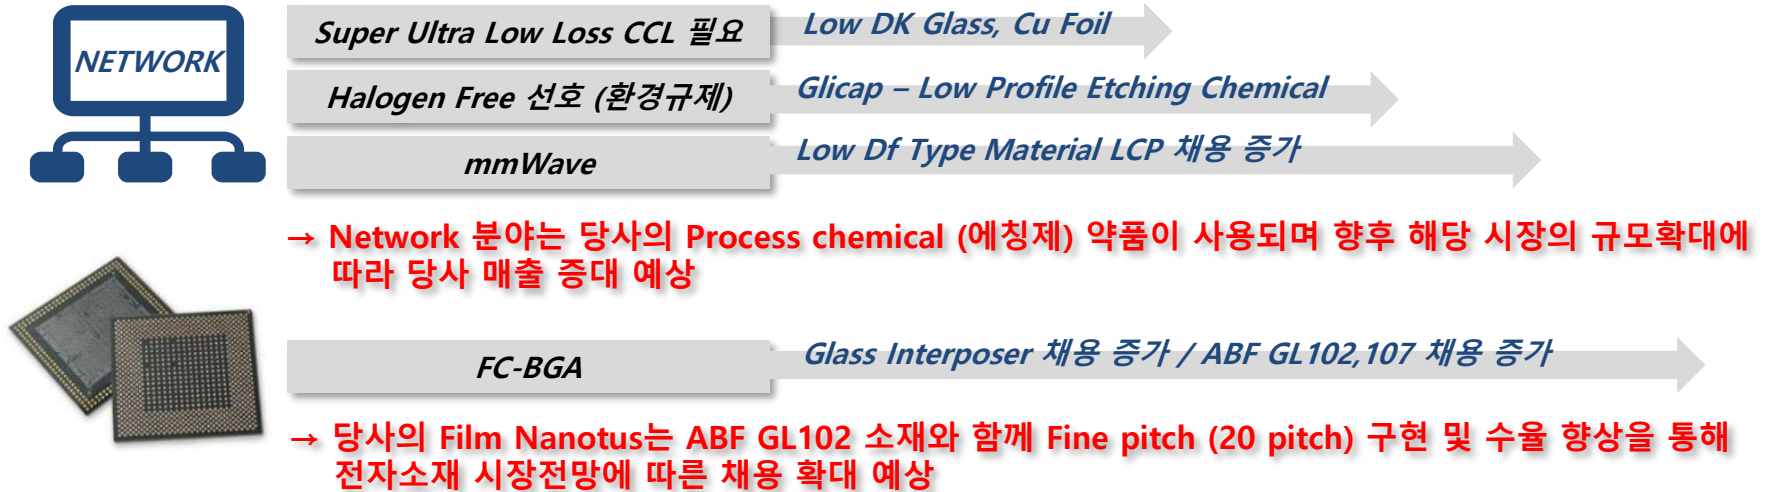 NETWORK
Super Ultra Low Loss CCL 필요
Low DK Glass, Cu Foil
Halogen Free 선호 (환경규제)
Glicap – Low Profile Etching Chemical
mmWave
Low Df Type Material LCP 채용 증가
→ Network 분야는 당사의 Process chemical (에칭제) 약품이 사용되며 향후 해당 시장의 규모확대에
따라 당사 매출 증대 예상
FC-BGA
Glass Interposer 채용 증가 / ABF GL102,107 채용 증가
→ 당사의 Film Nanotus는 ABF GL102 소재와 함께 Fine pitch (20 pitch) 구현 및 수율 향상을 통해
전자소재 시장전망에 따른 채용 확대 예상